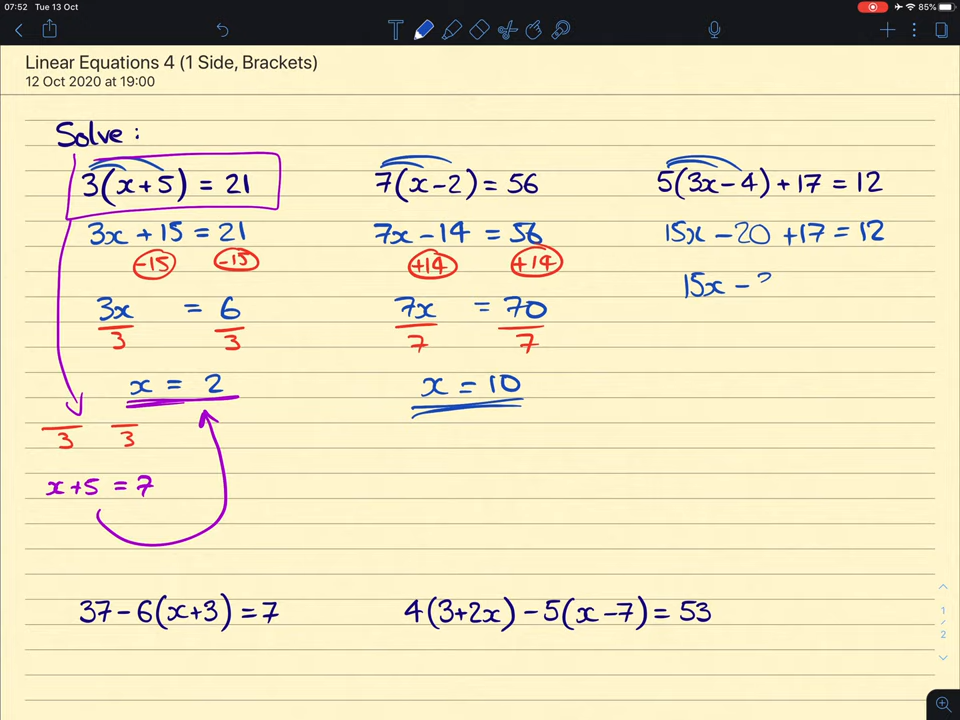 07:52 Tue 13 Oct 85%
T
Linear Equations 4 (1 Side, Brackets)
12 Oct 2020 at 19:00
Solve :
3(x+5) = 21
3x + 15 = 21
-15 -15
3x = 6
3 3
x = 2
3 3
x+5 = 7
7(x-2) = 56
7x - 14 = 56
+14 +14
7x = 70
7 7
x = 10
5(3x-4)+17 = 12
15x - 20 +17 = 12
15x -
37-6(x+3) = 7
4(3+2x) -5(x-7) = 53
1
/
2